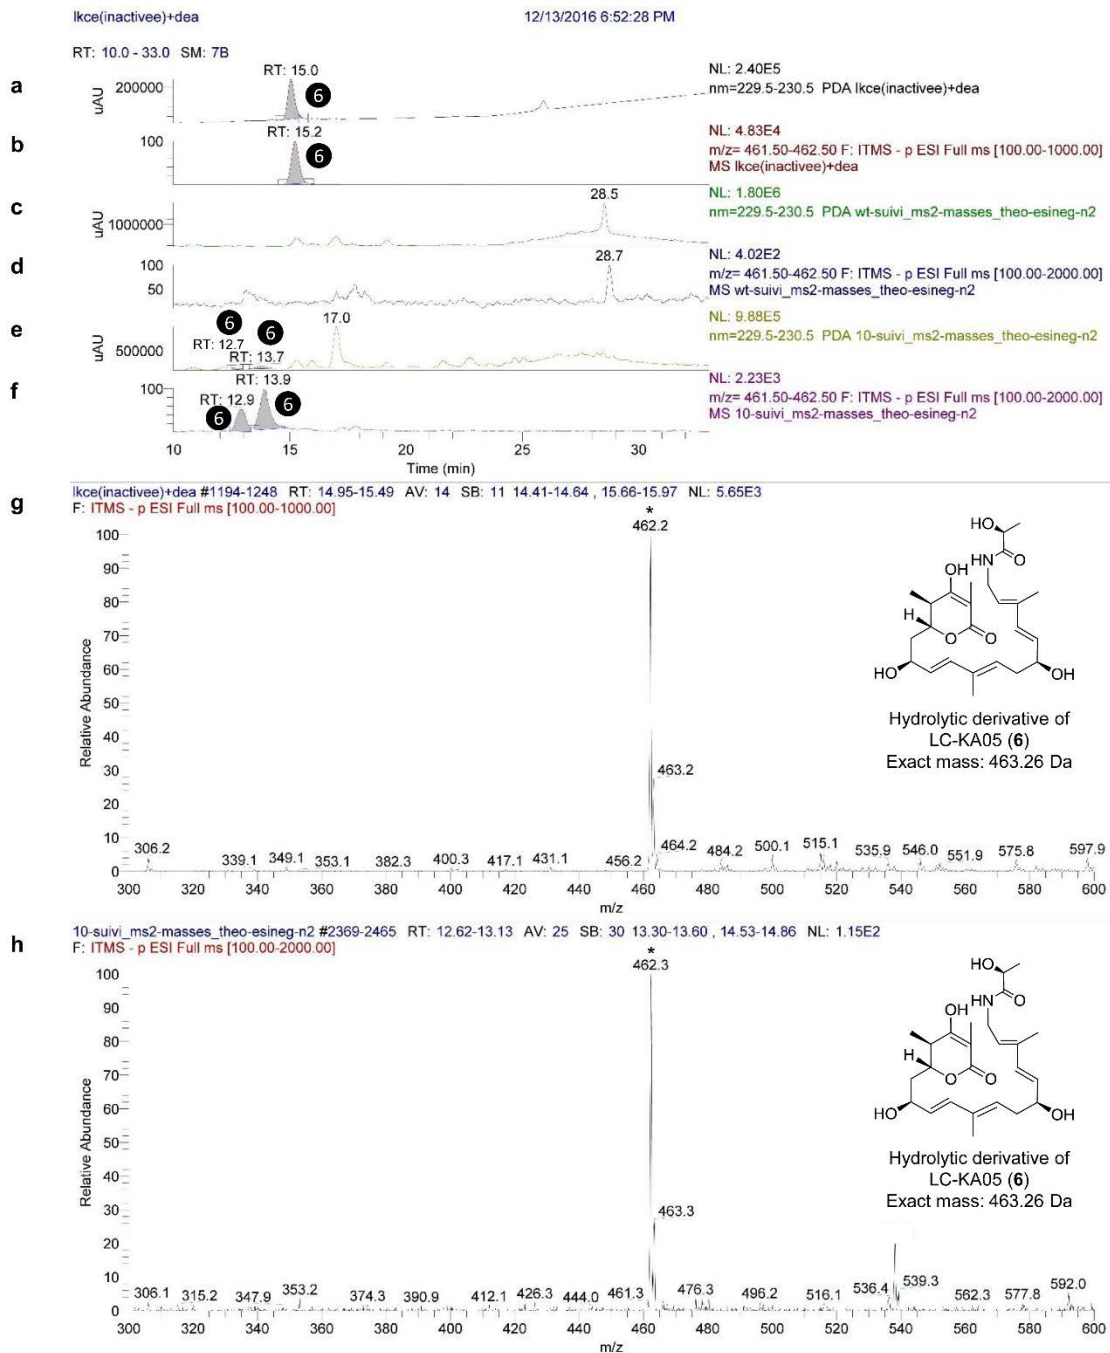 lkce(inactivee)+dea 12/13/2016 6:52:28 PM
RT: 10.0 - 33.0 SM: 7B
a
uAU
200000
RT: 15.0
6
NL: 2.40E5
nm=229.5-230.5 PDA lkce(inactivee)+dea
b
100
RT: 15.2
6
NL: 4.83E4
m/z= 461.50-462.50 F: ITMS - p ESI Full ms [100.00-1000.00]
MS lkce(inactivee)+dea
c
uAU
1000000
28.5
NL: 1.80E6
nm=229.5-230.5 PDA wt-suivi_ms2-masses_theo-esineg-n2
d
100
50
28.7
NL: 4.02E2
m/z= 461.50-462.50 F: ITMS - p ESI Full ms [100.00-2000.00]
MS wt-suivi_ms2-masses_theo-esineg-n2
e
uAU
500000
6
RT: 12.7
6
RT: 13.7
17.0
NL: 9.88E5
nm=229.5-230.5 PDA 10-suivi_ms2-masses_theo-esineg-n2
f
100
RT: 12.9
6
RT: 13.9
6
NL: 2.23E3
m/z= 461.50-462.50 F: ITMS - p ESI Full ms [100.00-2000.00]
MS 10-suivi_ms2-masses_theo-esineg-n2
10 15 20 25 30
Time (min)
g
lkce(inactivee)+dea #1194-1248 RT: 14.95-15.49 AV: 14 SB: 11 14.41-14.64 , 15.66-15.97 NL: 5.65E3
F: ITMS - p ESI Full ms [100.00-1000.00]
*
462.2
Relative Abundance
100
90
80
70
60
50
40
30
20
10
0
463.2
464.2
306.2 339.1 349.1 353.1 382.3 400.3 417.1 431.1 456.2 484.2 500.1 515.1 535.9 546.0 551.9 575.8 597.9
300 320 340 360 380 400 420 440 460 480 500 520 540 560 580 600
m/z
HO
O
HN
OH
H
O
O
HO
OH
Hydrolytic derivative of
LC-KA05 (6)
Exact mass: 463.26 Da
h
10-suivi_ms2-masses_theo-esineg-n2 #2369-2465 RT: 12.62-13.13 AV: 25 SB: 30 13.30-13.60 , 14.53-14.86 NL: 1.15E2
F: ITMS - p ESI Full ms [100.00-2000.00]
*
462.3
Relative Abundance
100
90
80
70
60
50
40
30
20
10
0
463.3
306.1 315.2 347.9 353.2 374.3 390.9 412.1 426.3 444.0 461.3 476.3 496.2 516.1 536.4 539.3 562.3 577.8 592.0
300 320 340 360 380 400 420 440 460 480 500 520 540 560 580 600
m/z
HO
O
HN
OH
H
O
O
HO
OH
Hydrolytic derivative of
LC-KA05 (6)
Exact mass: 463.26 Da